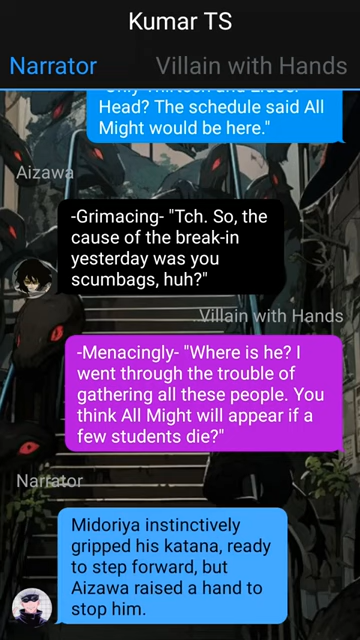 Kumar TS
Narrator
Villain with Hands
Head? The schedule said All
Might would be here."
Aizawa
-Grimacing- "Tch. So, the
cause of the break-in
yesterday was you
scumbags, huh?"
Villain with Hands
-Menacingly- "Where is he? I
went through the trouble of
gathering all these people. You
think All Might will appear if a
few students die?"
Narrator
Midoriya instinctively
gripped his katana, ready
to step forward, but
Aizawa raised a hand to
stop him.